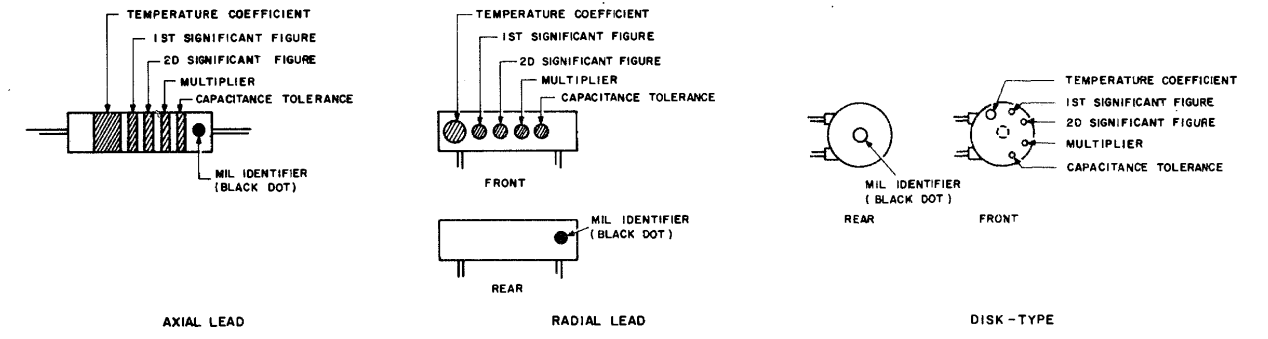 TEMPERATURE COEFFICIENT
1ST SIGNIFICANT FIGURE
2D SIGNIFICANT FIGURE
MULTIPLIER
CAPACITANCE TOLERANCE
MIL IDENTIFIER
(BLACK DOT)
AXIAL LEAD
TEMPERATURE COEFFICIENT
1ST SIGNIFICANT FIGURE
2D SIGNIFICANT FIGURE
MULTIPLIER
CAPACITANCE TOLERANCE
FRONT
MIL IDENTIFIER
(BLACK DOT)
REAR
RADIAL LEAD
MIL IDENTIFIER
(BLACK DOT)
REAR
TEMPERATURE COEFFICIENT
1ST SIGNIFICANT FIGURE
2D SIGNIFICANT FIGURE
MULTIPLIER
CAPACITANCE TOLERANCE
FRONT
DISK-TYPE